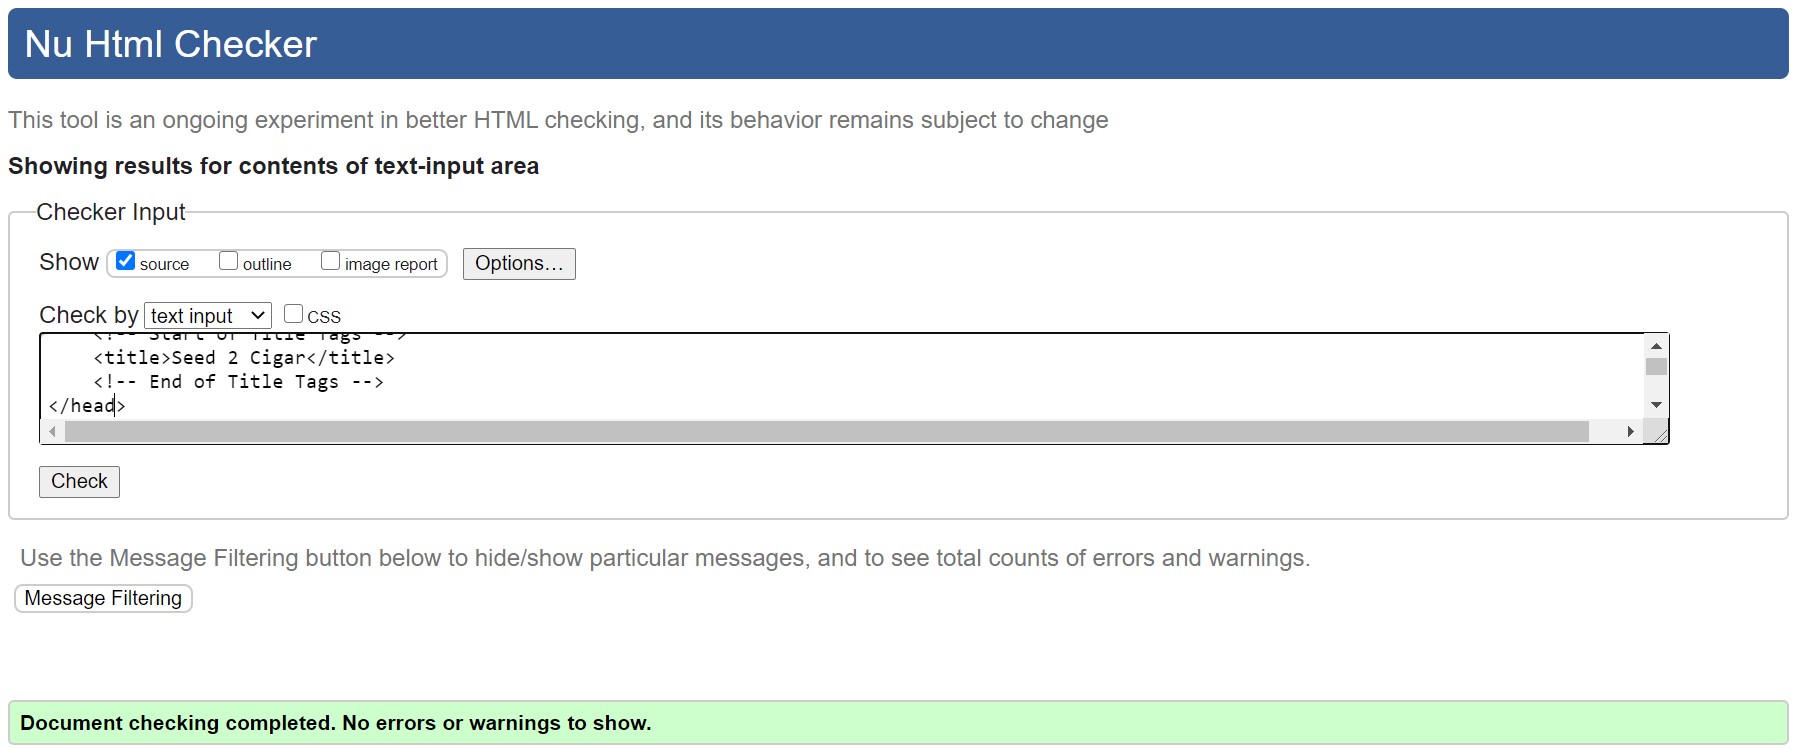 Nu Html Checker
This tool is an ongoing experiment in better HTML checking, and its behavior remains subject to change
Showing results for contents of text-input area
Checker Input
Show source outline image report Options...
Check by text input CSS
<!-- Start of Title Tags -->
<title>Seed 2 Cigar</title>
<!-- End of Title Tags -->
</head>
Check
Use the Message Filtering button below to hide/show particular messages, and to see total counts of errors and warnings.
Message Filtering
Document checking completed. No errors or warnings to show.